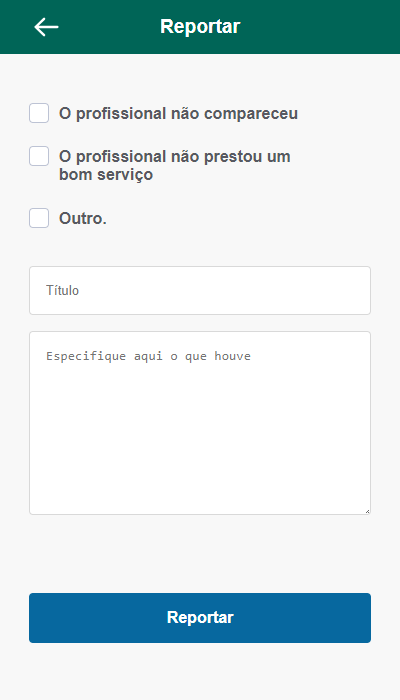 Reportar
O profissional não compareceu
O profissional não prestou um
bom serviço
Outro.
Título
Especifique aqui o que houve
Reportar